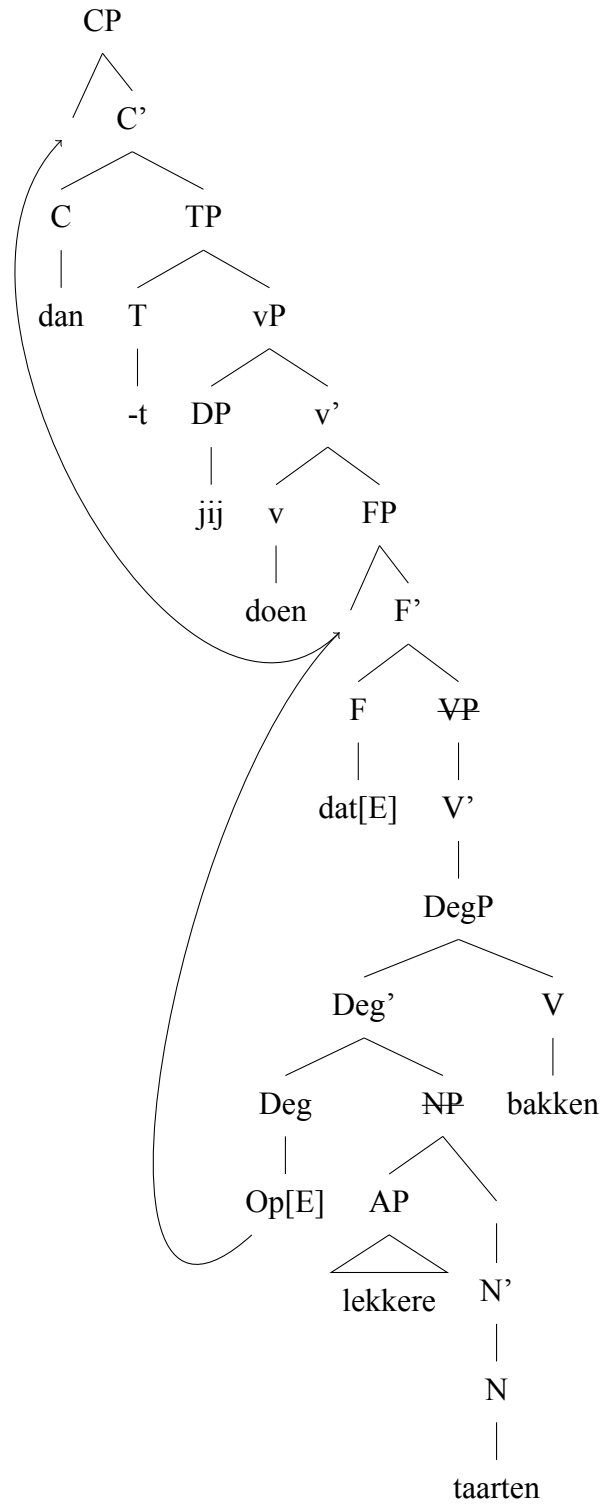 CP
C’
C TP
dan T vP
-t DP v’
jij v FP
doen F’
F VP
dat[E] V’
DegP
Deg’ V
Deg NP bakken
Op[E] AP
lekkere N’
N
taarten